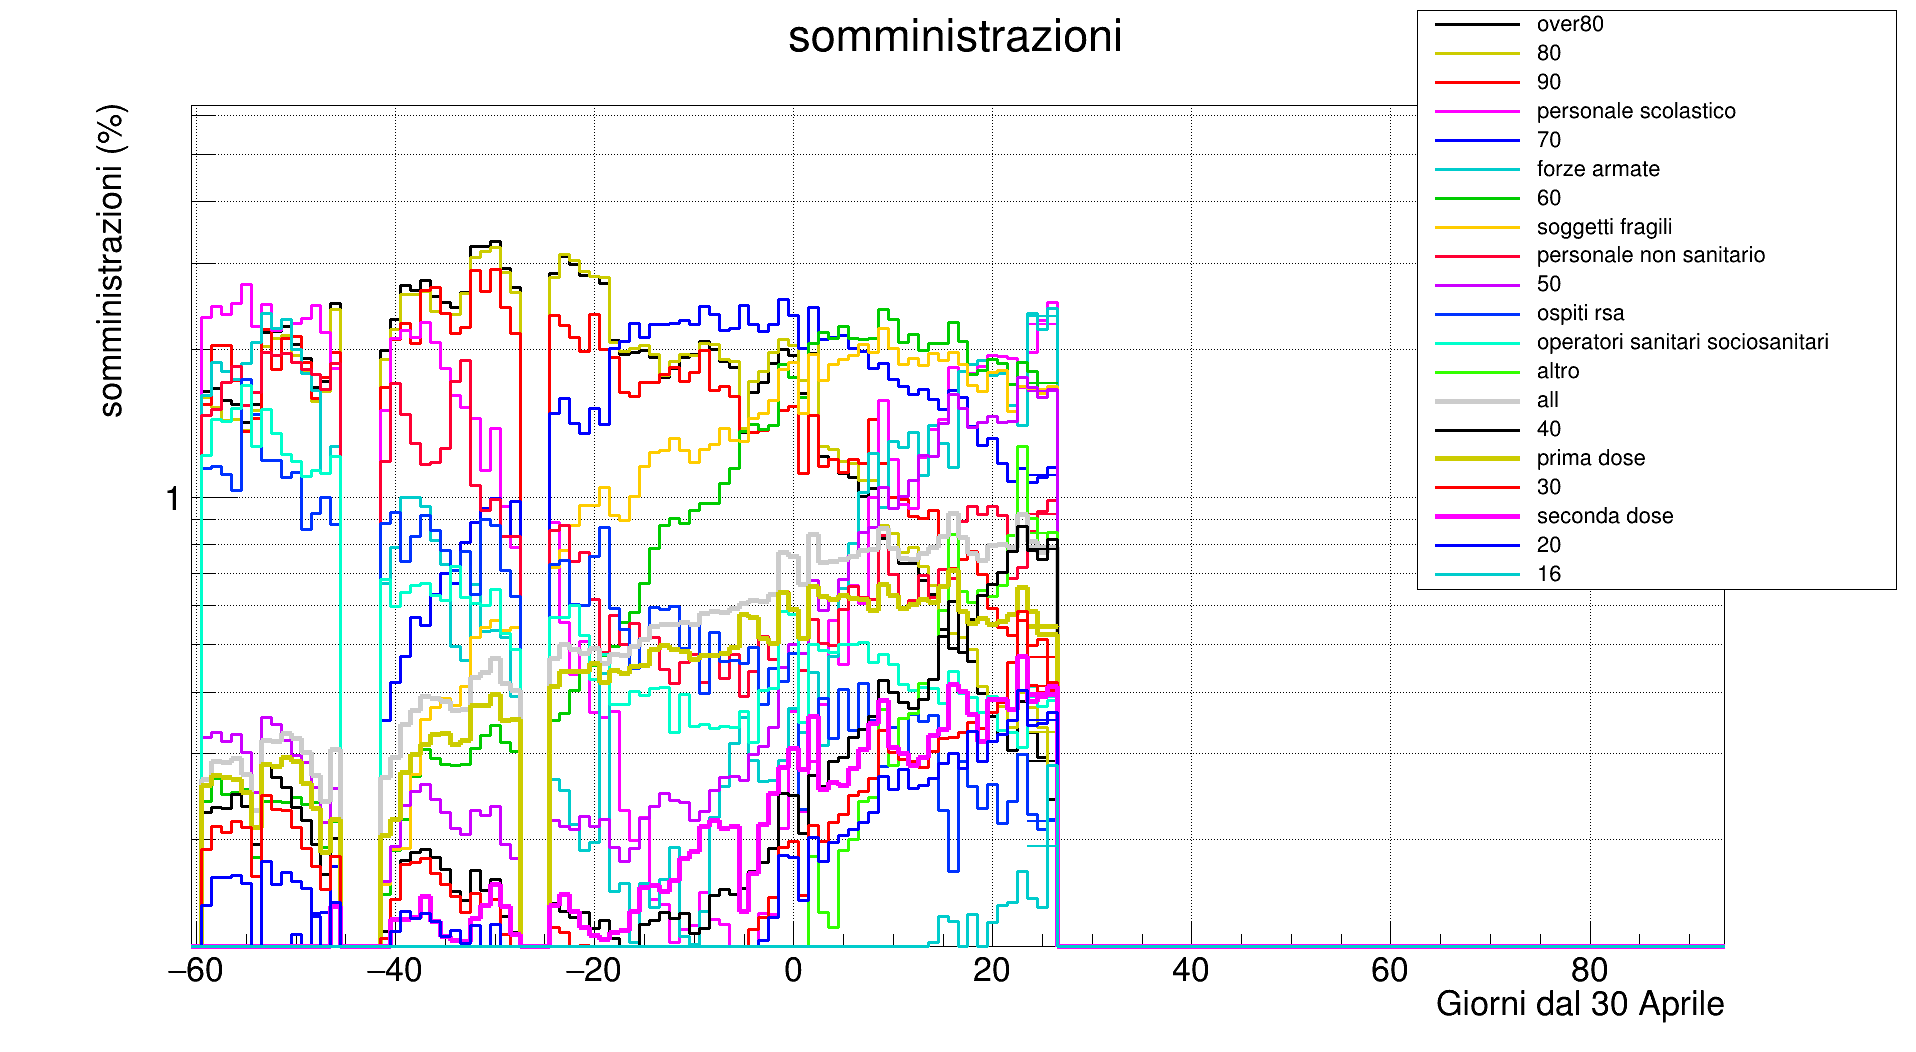 somministrazioni
somministrazioni (%)
1
−60 −40 −20 0 20 40 60 80
Giorni dal 30 Aprile
over80
80
90
personale scolastico
70
forze armate
60
soggetti fragili
personale non sanitario
50
ospiti rsa
operatori sanitari sociosanitari
altro
all
40
prima dose
30
seconda dose
20
16